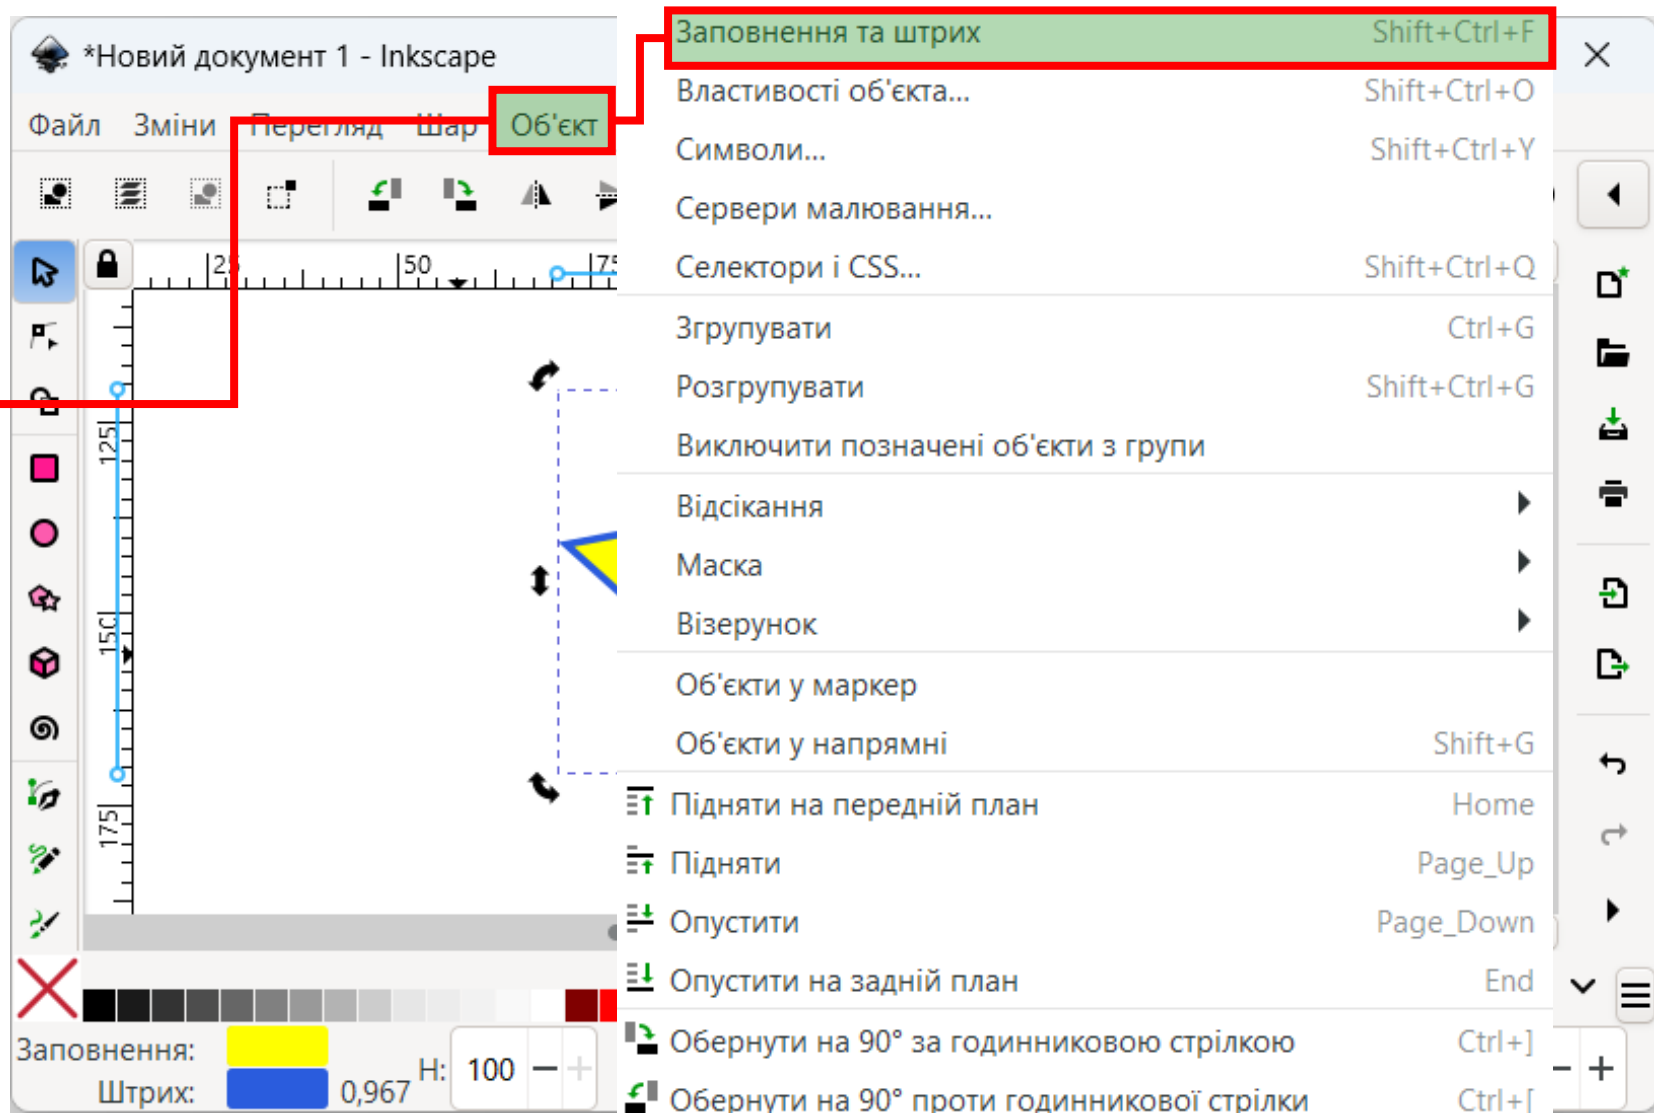 *Новий документ 1 - Inkscape
Файл Зміни Перегляд Шар Об'єкт
Заповнення та штрих Shift+Ctrl+F
Властивості об'єкта... Shift+Ctrl+O
Символи... Shift+Ctrl+Y
Сервери малювання...
Селектори і CSS... Shift+Ctrl+Q
Згрупувати Ctrl+G
Розгрупувати Shift+Ctrl+G
Виключити позначені об'єкти з групи
Відсікання
Маска
Візерунок
Об'єкти у маркер
Об'єкти у напрямні Shift+G
Підняти на передній план Home
Підняти Page_Up
Опустити Page_Down
Опустити на задній план End
Обернути на 90° за годинниковою стрілкою Ctrl+]
Обернути на 90° проти годинникової стрілки Ctrl+[
25 50 75
125
150
175
Заповнення:
Штрих: 0,967
Н: 100